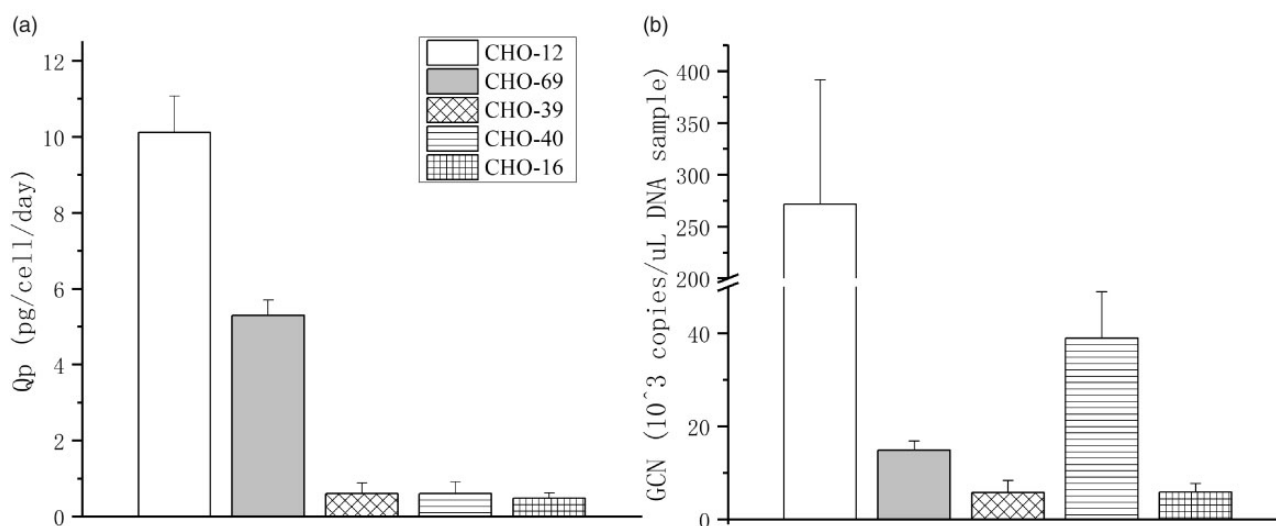 (a)
Qp (pg/cell/day)
12
10
8
6
4
2
0
CHO-12
CHO-69
CHO-39
CHO-40
CHO-16
(b)
GCN (10^3 copies/uL DNA sample)
400
350
300
250
200
40
20
0